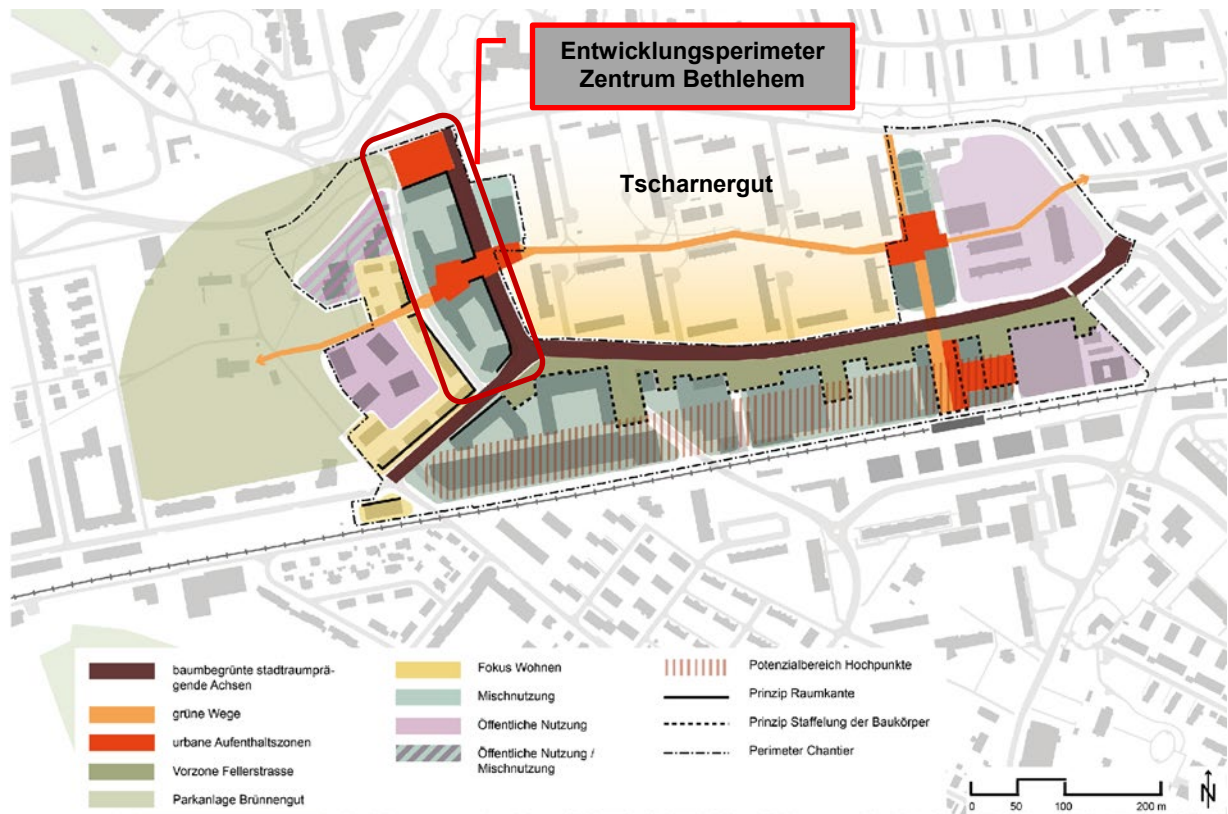 Entwicklungsperimeter
Zentrum Bethlehem
Tscharnergut
baumbegrünte stadtraumprä-
gende Achsen
grüne Wege
urbane Aufenthaltszonen
Vorzone Fellerstrasse
Parkanlage Brünnengut
Fokus Wohnen
Mischnutzung
Öffentliche Nutzung
Öffentliche Nutzung /
Mischnutzung
Potenzialbereich Hochpunkte
Prinzip Raumkante
Prinzip Staffelung der Baukörper
Perimeter Chantier
0 50 100 200 m
N